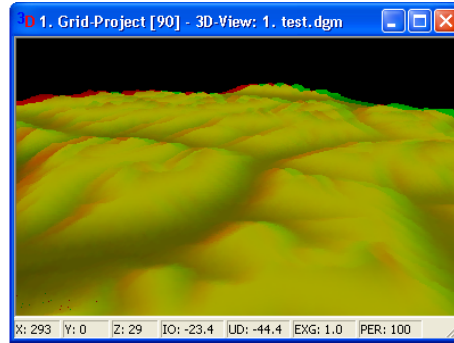 3D 1. Grid-Project [90] - 3D-View: 1. test.dgm
X: 293 Y: 0 Z: 29 IO: -23.4 UD: -44.4 EXG: 1.0 PER: 100